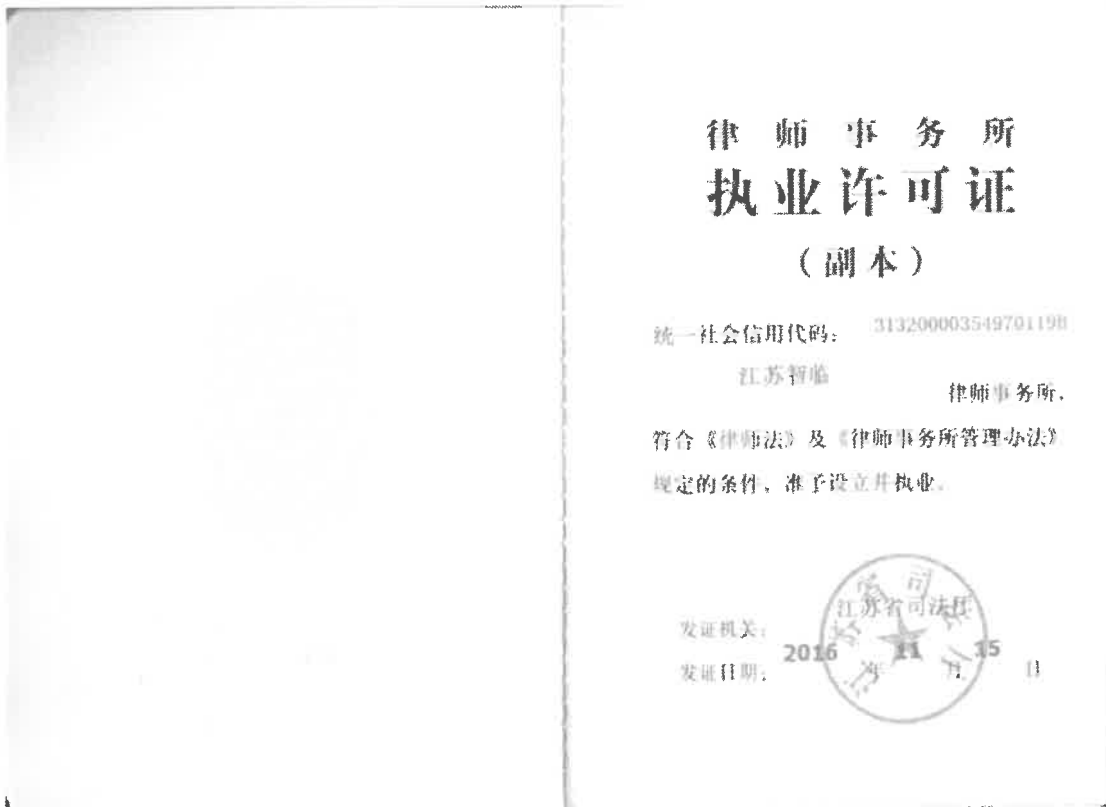 律师事务所
执业许可证
（副本）
统一社会信用代码：
31320000354970119H
江苏智临
律师事务所，
符合《律师法》及《律师事务所管理办法》
规定的条件，准予设立并执业。
江苏省司法厅
发证机关：
2016 11 15
发证日期： 年 月 日